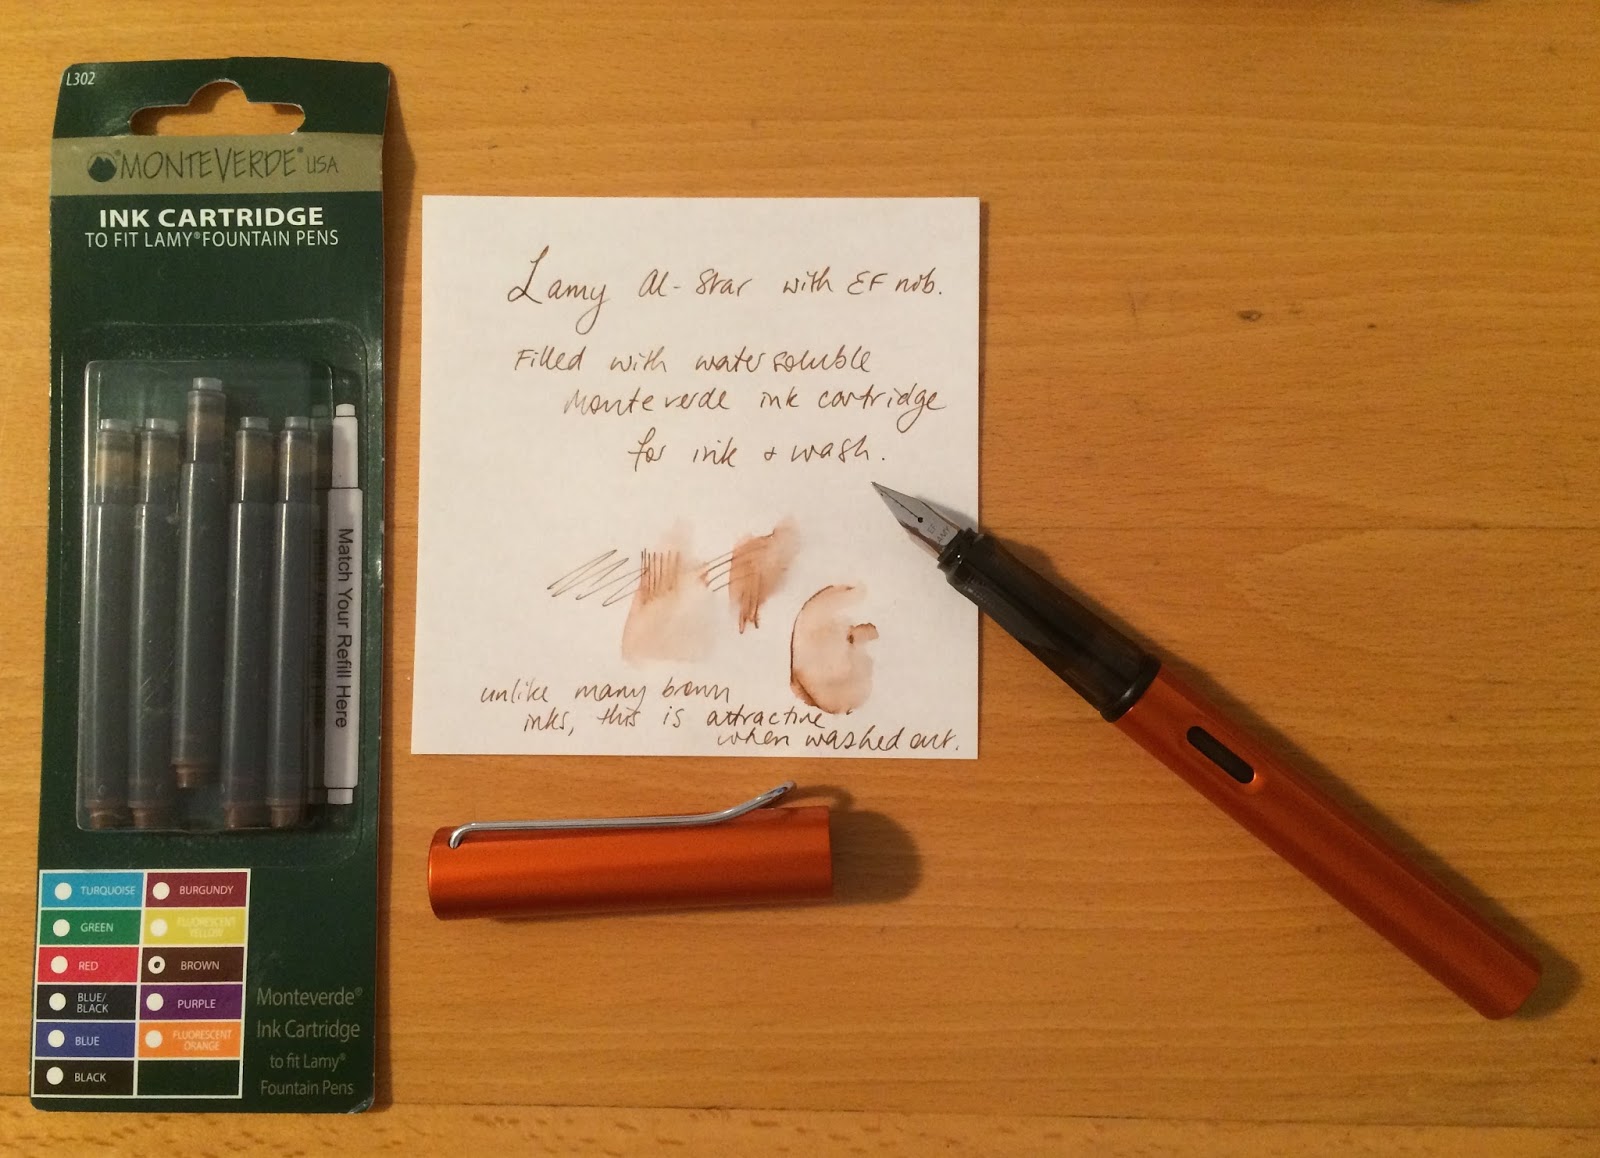 L302
MONTEVERDE® USA
INK CARTRIDGE
TO FIT LAMY® FOUNTAIN PENS
Match Your Refill Here
TURQUOISE
BURGUNDY
GREEN
FLUORESCENT
YELLOW
RED
BROWN
BLUE/
BLACK
PURPLE
BLUE
FLUORESCENT
ORANGE
BLACK
Monteverde®
Ink Cartridge
to fit Lamy®
Fountain Pens
Lamy Al-Star with EF nib.
Filled with water soluble
Monteverde ink cartridge
for ink + wash.
unlike many brown
inks, this is attractive
when washed out.
EF
LAMY